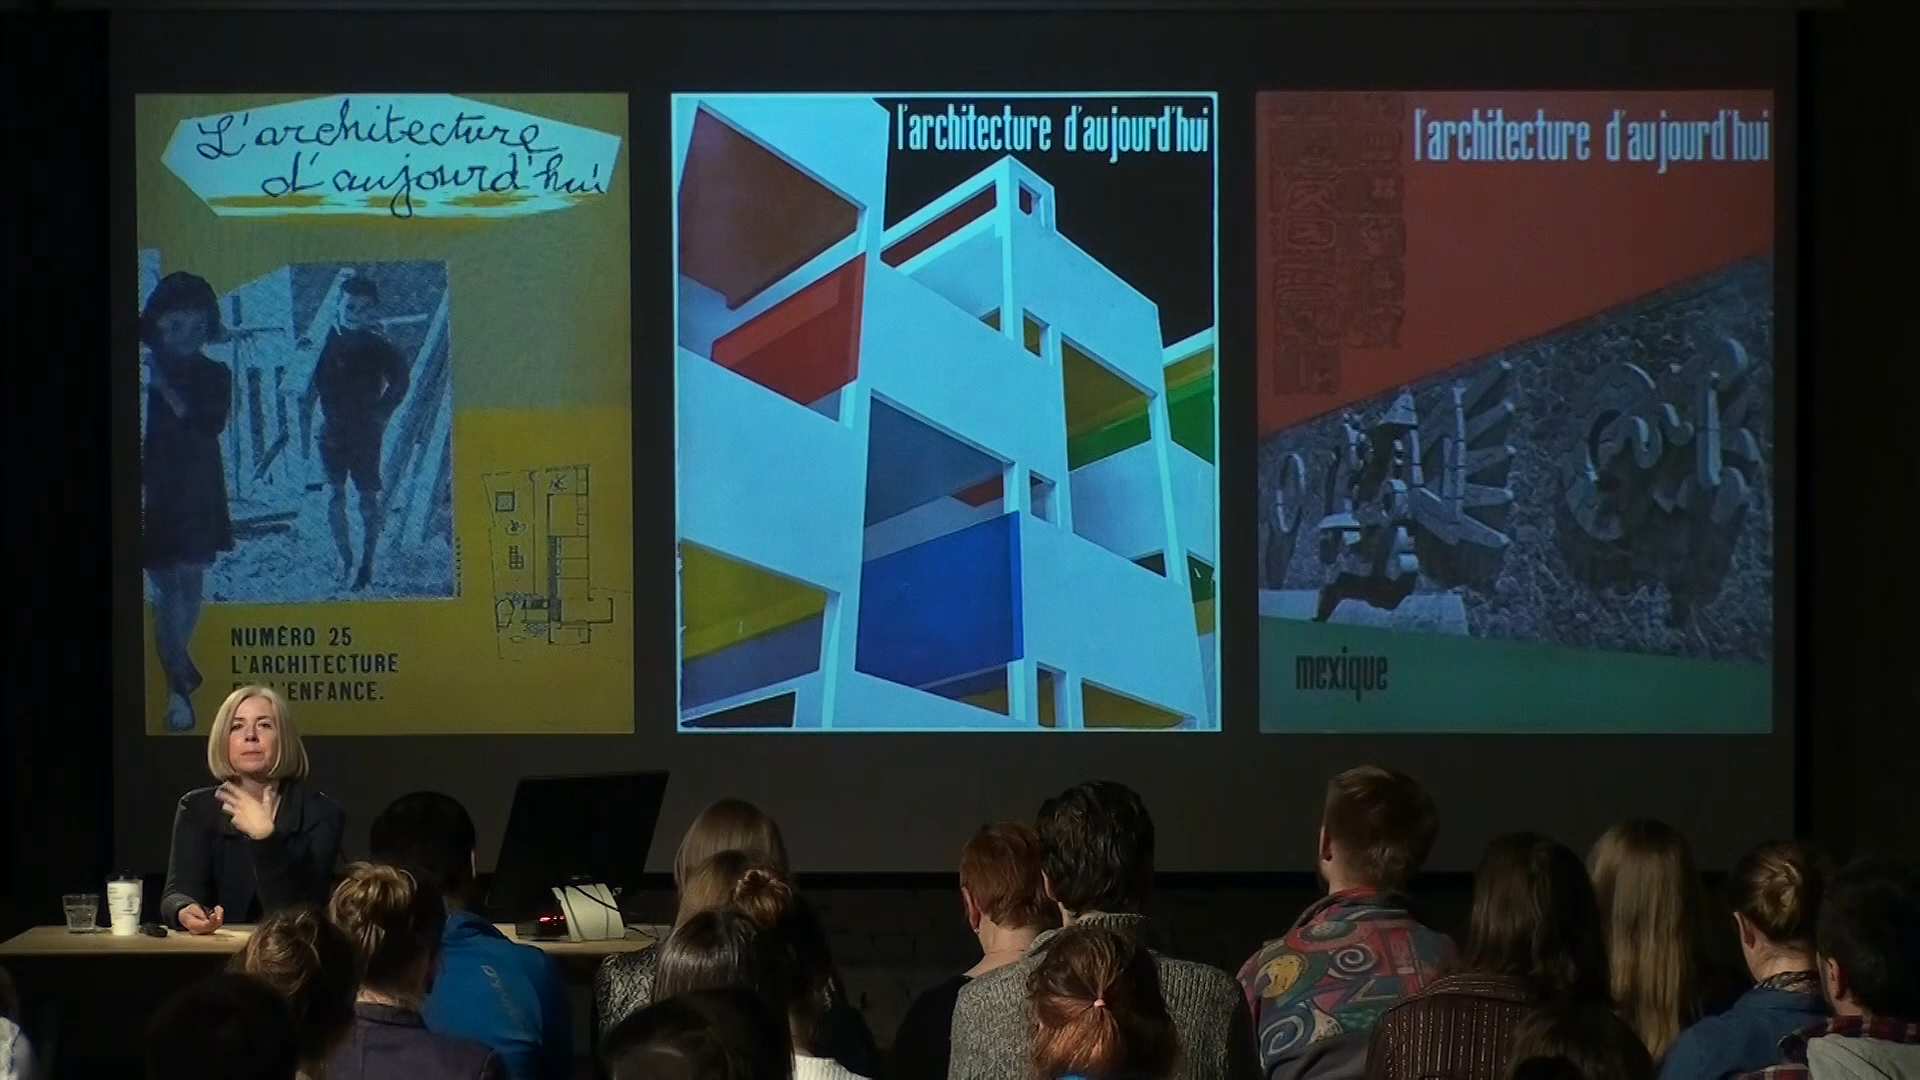 L'architecture
d'aujourd'hui
NUMÉRO 25
L'ARCHITECTURE
L'ENFANCE.
l'architecture d'aujourd'hui
l'architecture d'aujourd'hui
mexique